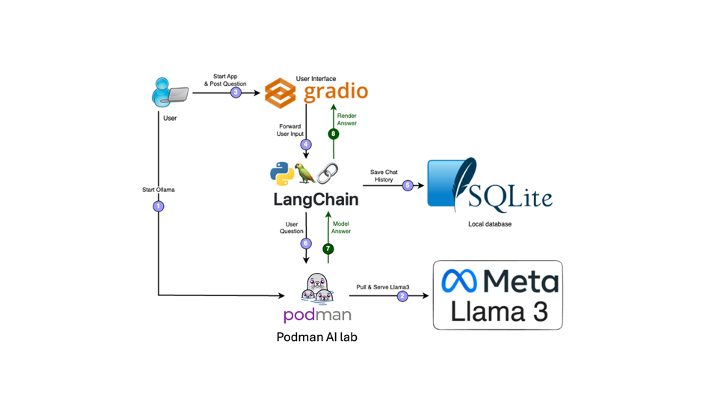 Start App
& Post Question
3
User Interface
gradio
User
Forward
User Input
4
Render
Answer
8
Start Ollama
1
LangChain
Save Chat
History
5
SQLite
Local database
User
Question
6
Model
Answer
7
podman
Podman AI lab
Pull & Serve Llama3
2
Meta
Llama 3